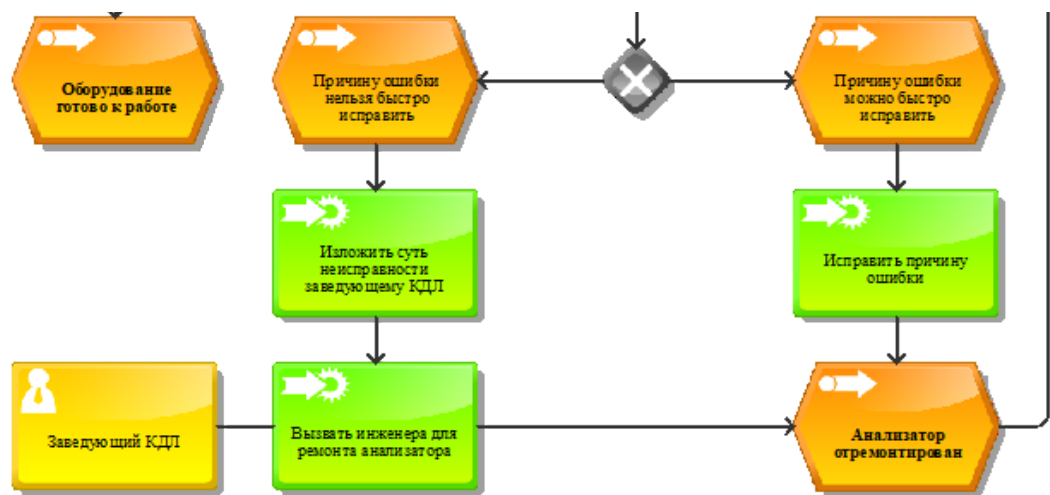 Оборудование
готово к работе
Причину ошибки
нельзя быстро
исправить
Причину ошибки
можно быстро
исправить
Изложить суть
неисправности
заведующему КДЛ
Исправить причину
ошибки
Заведующий КДЛ
Вызвать инженера для
ремонта анализатора
Анализатор
отремонтирован